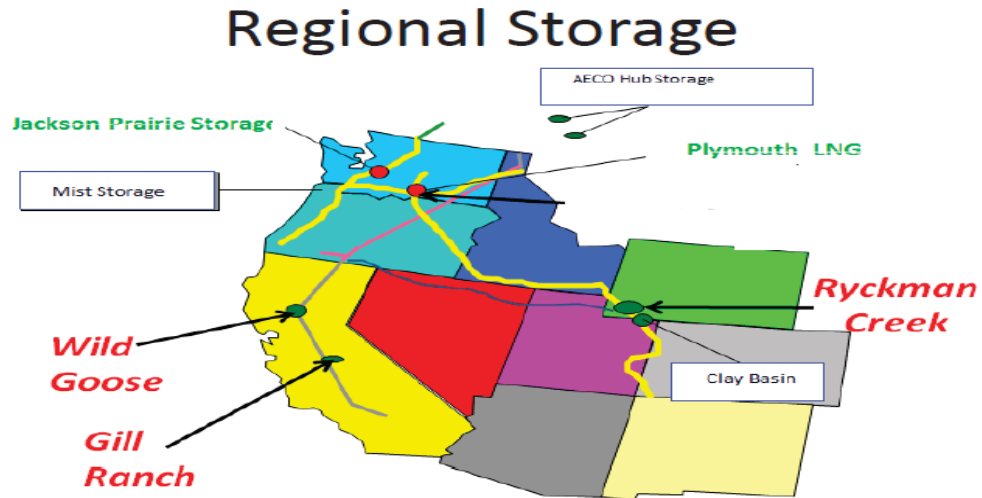 Regional Storage
AECO Hub Storage
Jackson Prairie Storage
Plymouth LNG
Mist Storage
Ryckman
Creek
Wild
Goose
Clay Basin
Gill
Ranch